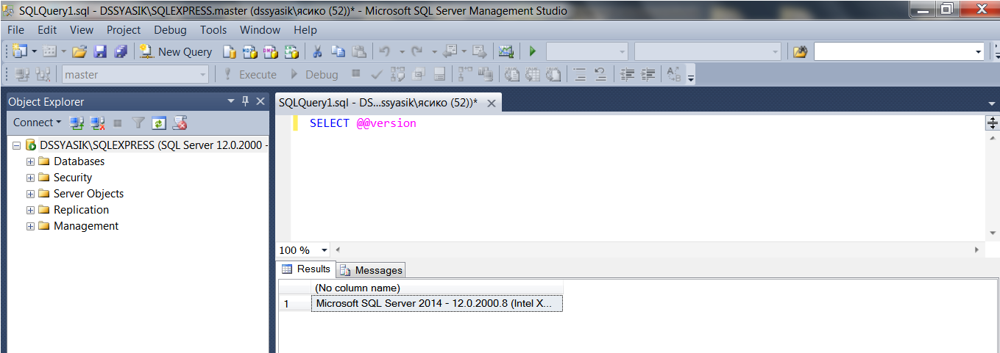 SQLQuery1.sql - DSSYASIK\SQLEXPRESS.master (dssyasik\ясико (52))* - Microsoft SQL Server Management Studio
File Edit View Project Debug Tools Window Help
New Query
master Execute Debug
Object Explorer
Connect
DSSYASIK\SQLEXPRESS (SQL Server 12.0.2000 -
Databases
Security
Server Objects
Replication
Management
SQLQuery1.sql - DS...ssyasik\ясико (52))*
SELECT @@version
100 %
Results Messages
(No column name)
1 Microsoft SQL Server 2014 - 12.0.2000.8 (Intel X...